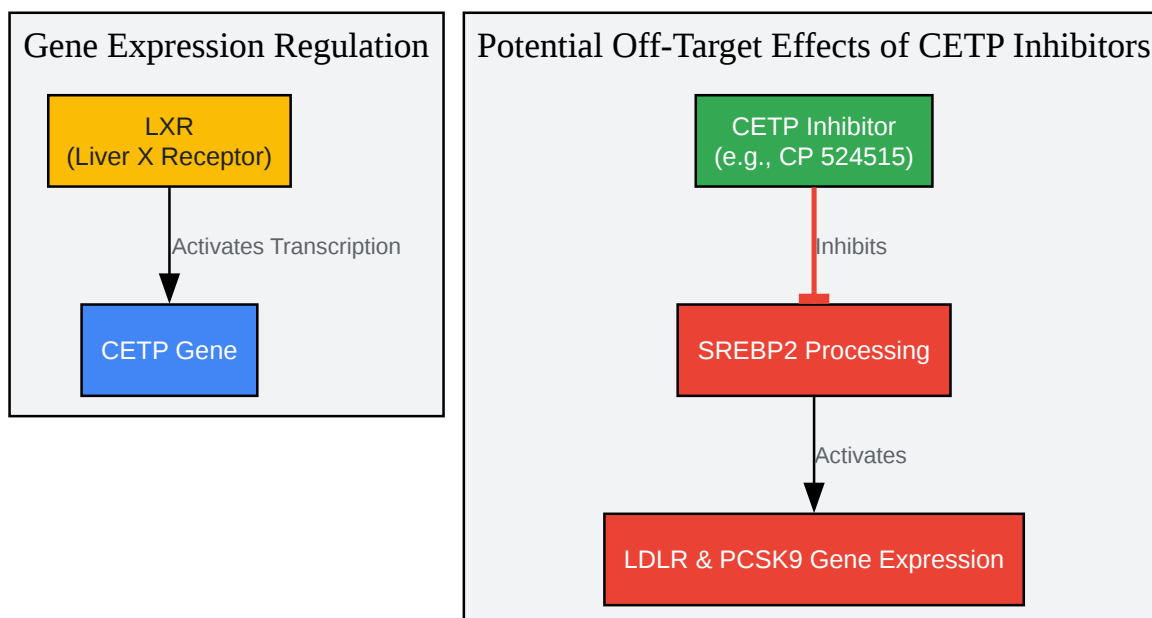 Gene Expression Regulation
LXR
(Liver X Receptor)
Activates Transcription
CETP Gene
Potential Off-Target Effects of CETP Inhibitors
CETP Inhibitor
(e.g., CP 524515)
Inhibits
SREBP2 Processing
Activates
LDLR & PCSK9 Gene Expression